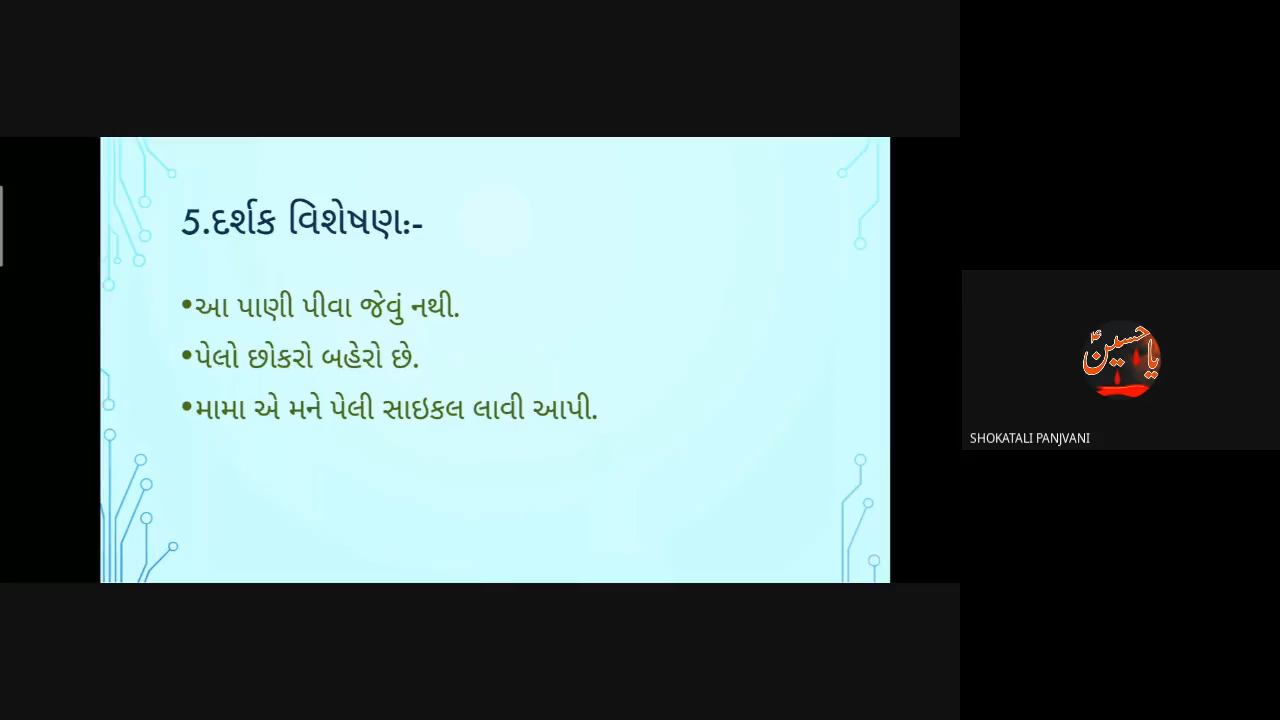 5.દર્શક વિશેષણ:-
•આ પાણી પીવા જેવું નથી.
•પેલો છોકરો બહેરો છે.
•મામા એ મને પેલી સાઇકલ લાવી આપી.
یا حسینؑ
SHOKATALI PANJVANI